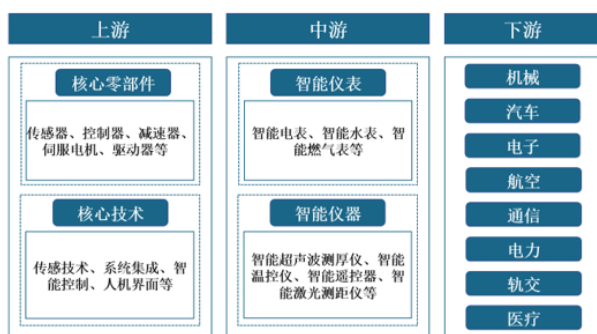 上游
核心零部件
传感器、控制器、减速器、
伺服电机、驱动器等
核心技术
传感技术、系统集成、智
能控制、人机界面等
中游
智能仪表
智能电表、智能水表、智
能燃气表等
智能仪器
智能超声波测厚仪、智能
温控仪、智能遥控器、智
能激光测距仪等
下游
机械
汽车
电子
航空
通信
电力
轨交
医疗